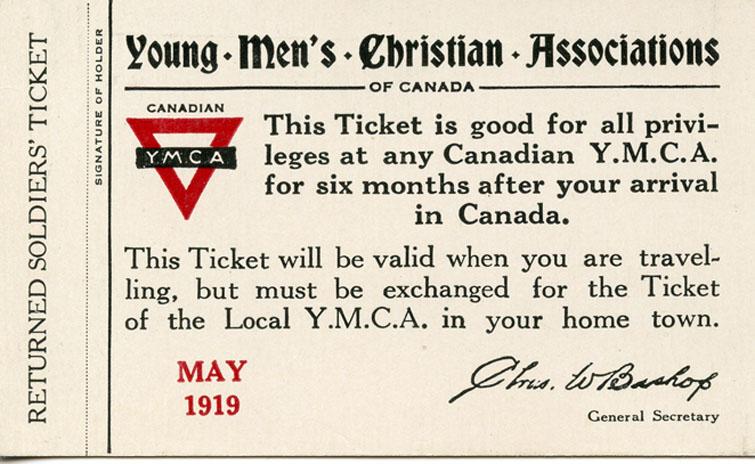 RETURNED SOLDIERS' TICKET
SIGNATURE OF HOLDER
Young · Men's · Christian · Associations
OF CANADA
CANADIAN
Y M C A
This Ticket is good for all privi-
leges at any Canadian Y.M.C.A.
for six months after your arrival
in Canada.
This Ticket will be valid when you are travel-
ling, but must be exchanged for the Ticket
of the Local Y.M.C.A. in your home town.
MAY
1919
Chas. W Bishop
General Secretary